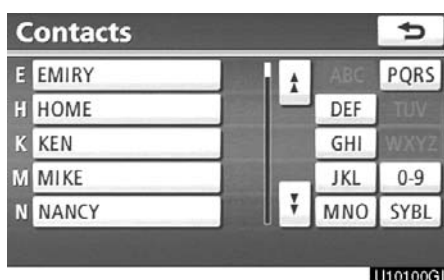 Contacts
E EMIRY ABC PQRS
H HOME DEF TUV
K KEN GHI WXYZ
M MIKE JKL 0-9
N NANCY MNO SYBL
U10100G